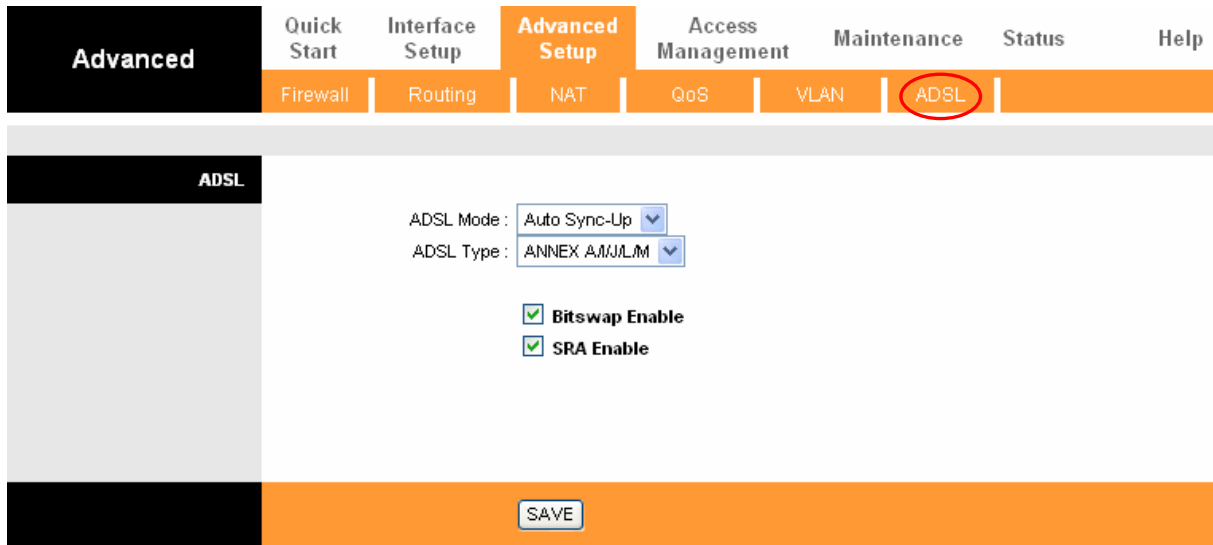 Advanced
Quick Start
Interface Setup
Advanced Setup
Access Management
Maintenance
Status
Help
Firewall
Routing
NAT
QoS
VLAN
ADSL
ADSL
ADSL Mode : Auto Sync-Up
ADSL Type : ANNEX A/I/J/L/M
Bitswap Enable
SRA Enable
SAVE